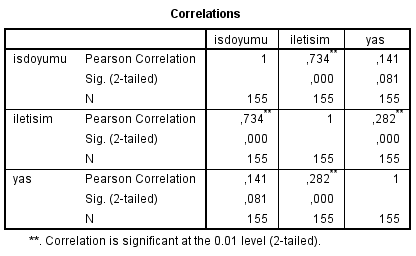 Correlations
isdoyumu iletisim yas
isdoyumu Pearson Correlation 1 ,734** ,141
Sig. (2-tailed) ,000 ,081
N 155 155 155
iletisim Pearson Correlation ,734** 1 ,282**
Sig. (2-tailed) ,000 ,000
N 155 155 155
yas Pearson Correlation ,141 ,282** 1
Sig. (2-tailed) ,081 ,000
N 155 155 155
**. Correlation is significant at the 0.01 level (2-tailed).